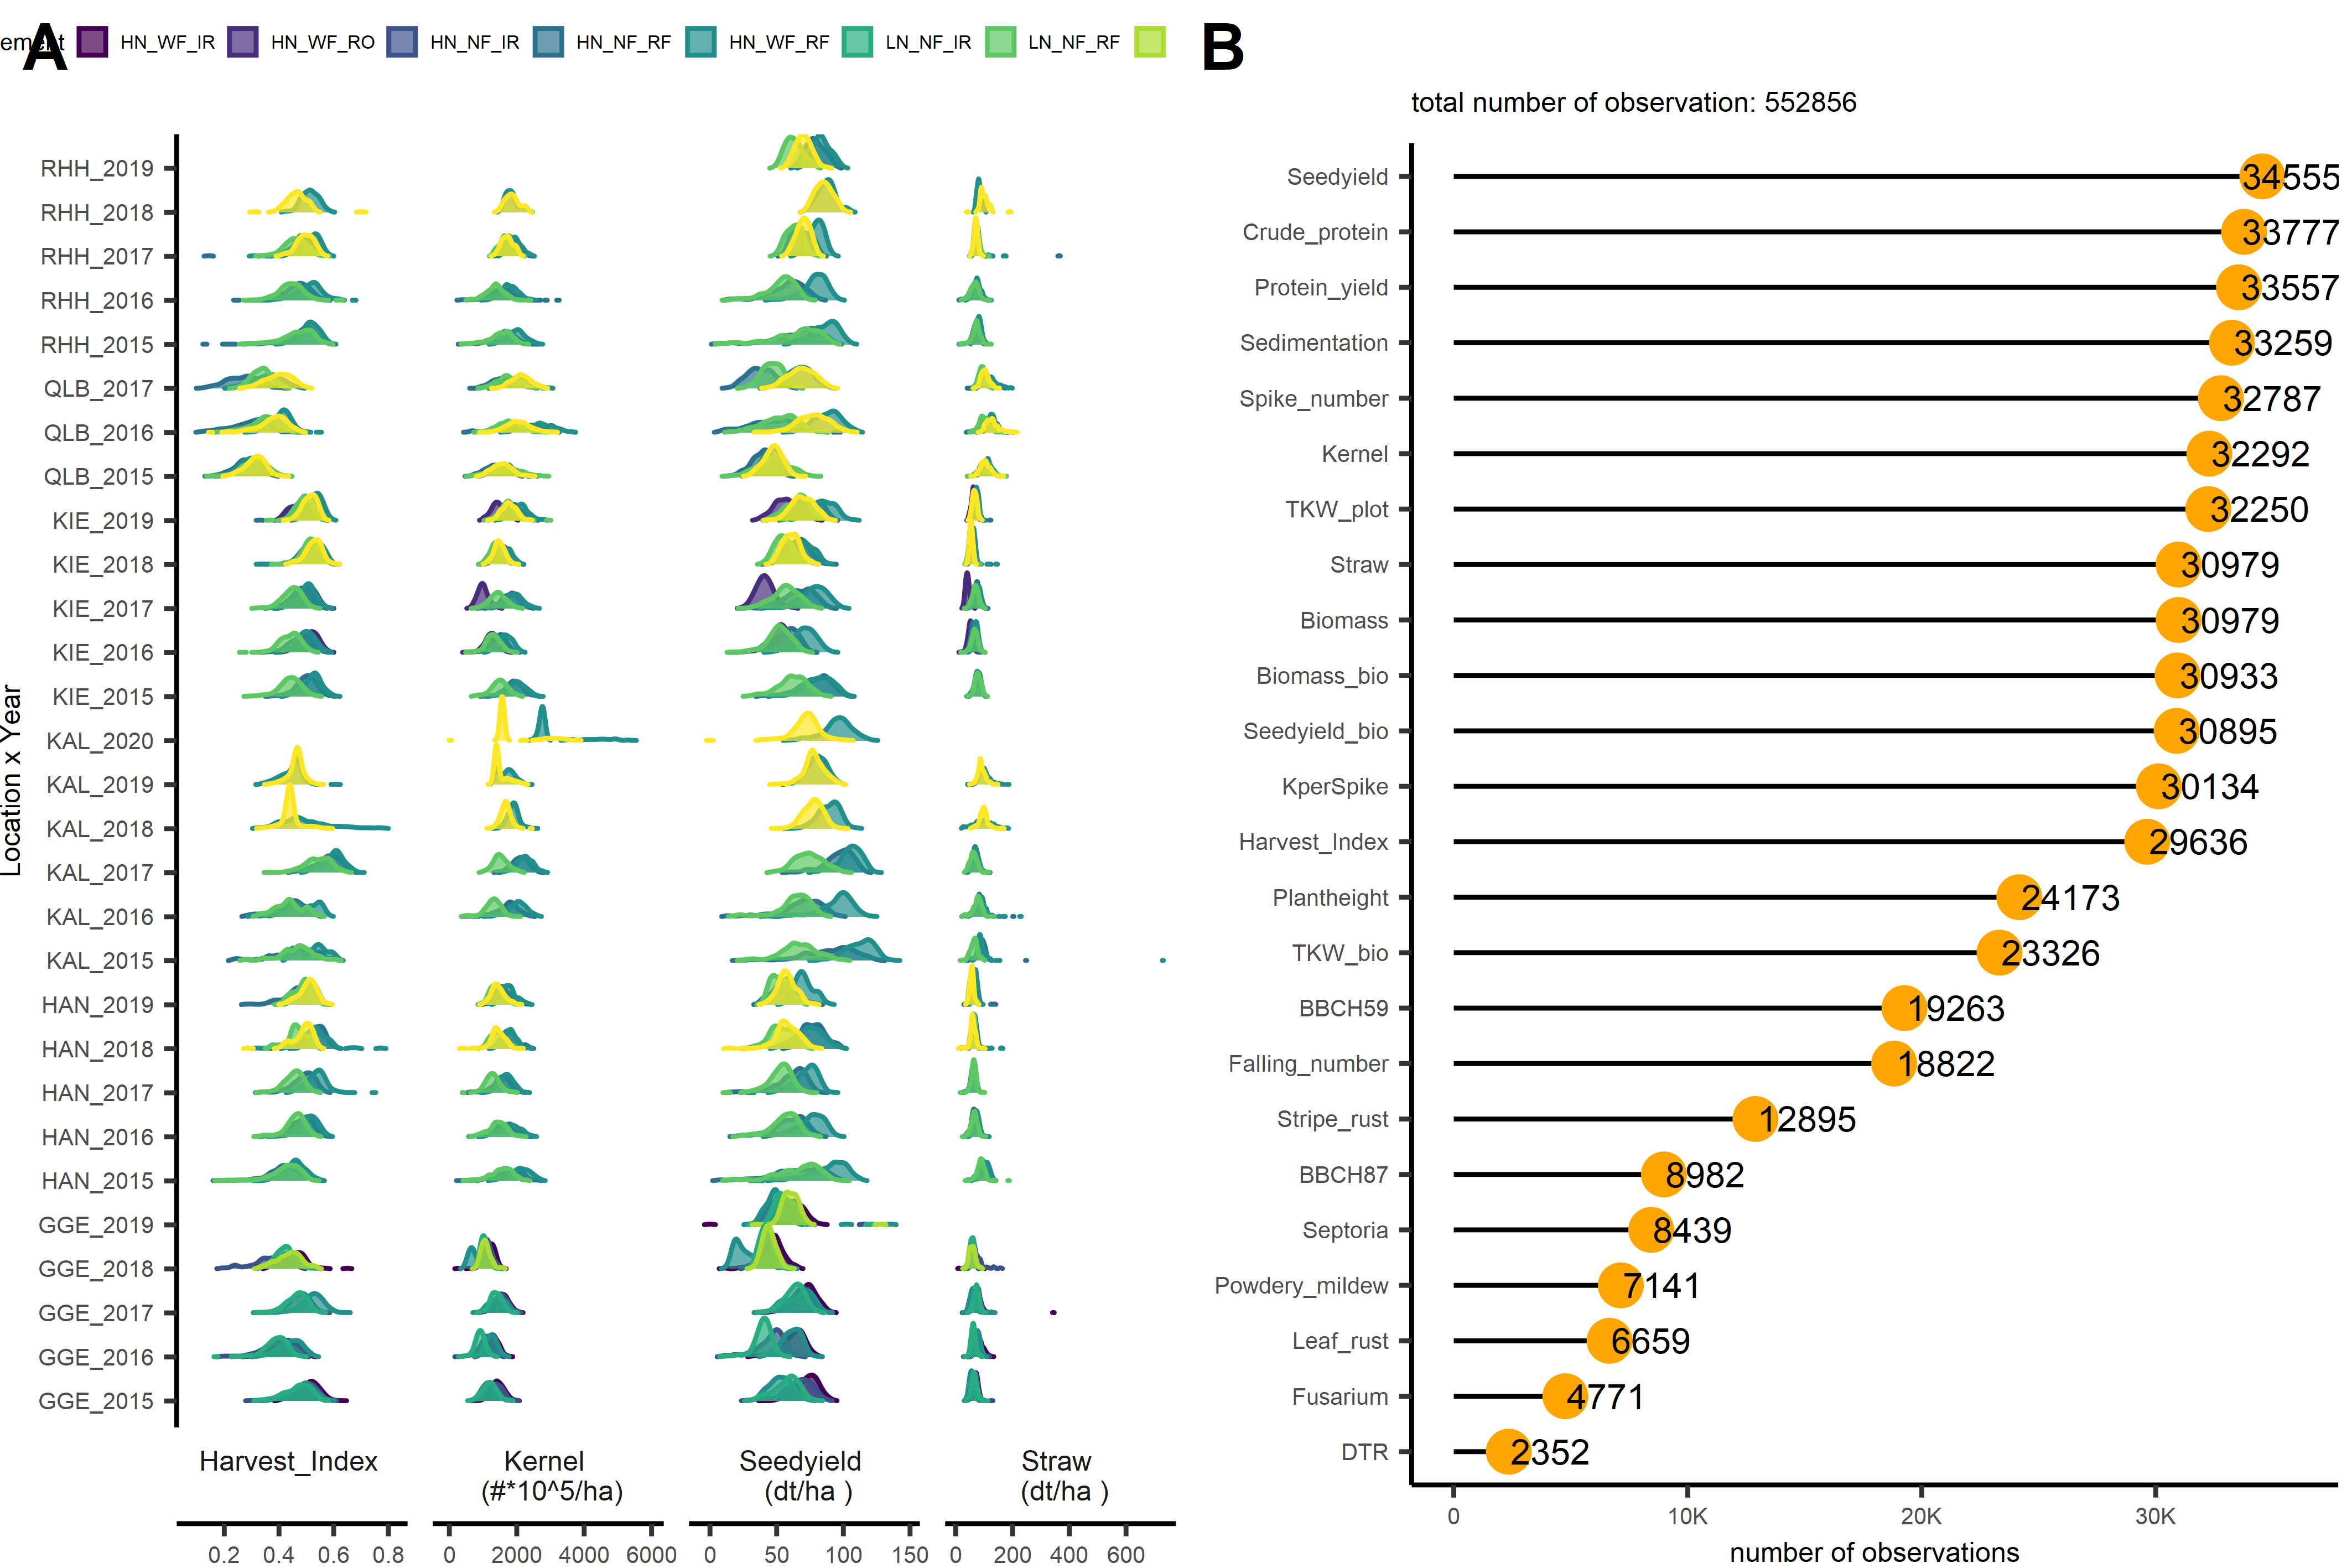 A
ement HN_WF_IR HN_WF_RO HN_NF_IR HN_NF_RF HN_WF_RF LN_NF_IR LN_NF_RF
Location x Year
RHH_2019
RHH_2018
RHH_2017
RHH_2016
RHH_2015
QLB_2017
QLB_2016
QLB_2015
KIE_2019
KIE_2018
KIE_2017
KIE_2016
KIE_2015
KAL_2020
KAL_2019
KAL_2018
KAL_2017
KAL_2016
KAL_2015
HAN_2019
HAN_2018
HAN_2017
HAN_2016
HAN_2015
GGE_2019
GGE_2018
GGE_2017
GGE_2016
GGE_2015
Harvest_Index
Kernel
(#*10^5/ha)
Seedyield
(dt/ha )
Straw
(dt/ha )
0.2 0.4 0.6 0.8
0 2000 4000 6000
0 50 100 150
0 200 400 600
B
total number of observation: 552856
Seedyield 34555
Crude_protein 33777
Protein_yield 33557
Sedimentation 33259
Spike_number 32787
Kernel 32292
TKW_plot 32250
Straw 30979
Biomass 30979
Biomass_bio 30933
Seedyield_bio 30895
KperSpike 30134
Harvest_Index 29636
Plantheight 24173
TKW_bio 23326
BBCH59 19263
Falling_number 18822
Stripe_rust 12895
BBCH87 8982
Septoria 8439
Powdery_mildew 7141
Leaf_rust 6659
Fusarium 4771
DTR 2352
0 10K 20K 30K
number of observations